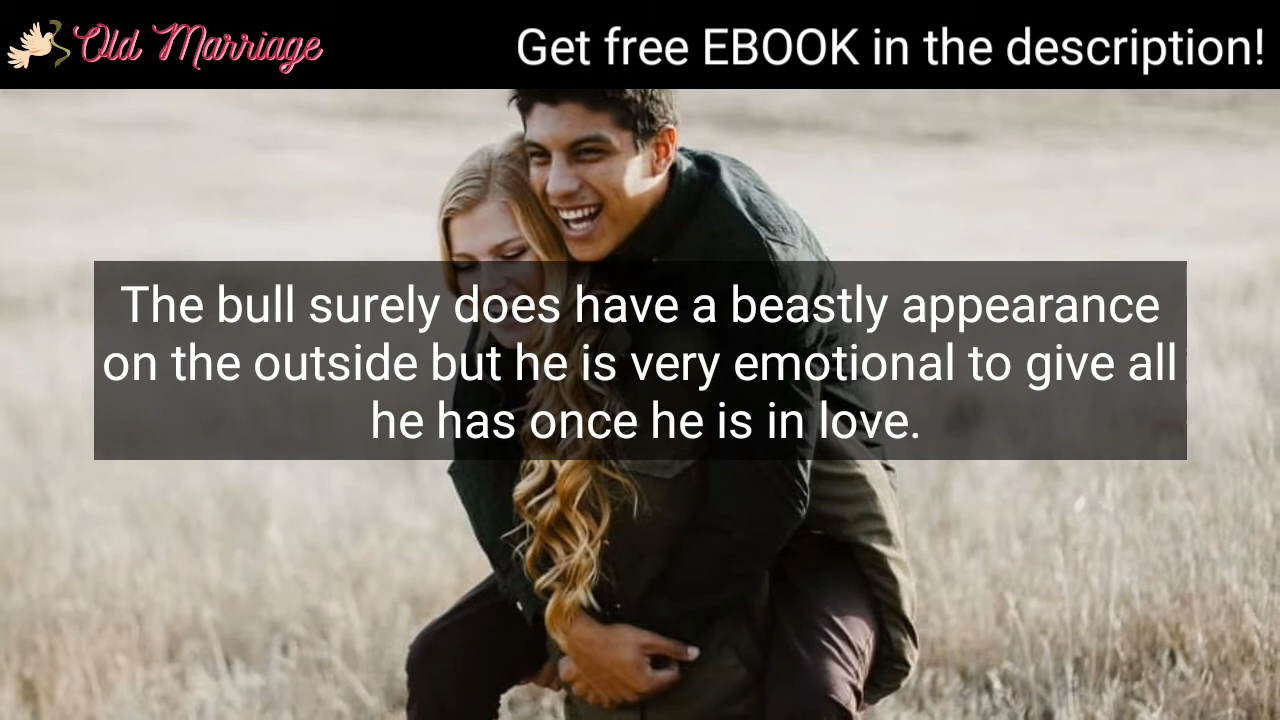 Old Marriage
Get free EBOOK in the description!
The bull surely does have a beastly appearance
on the outside but he is very emotional to give all
he has once he is in love.